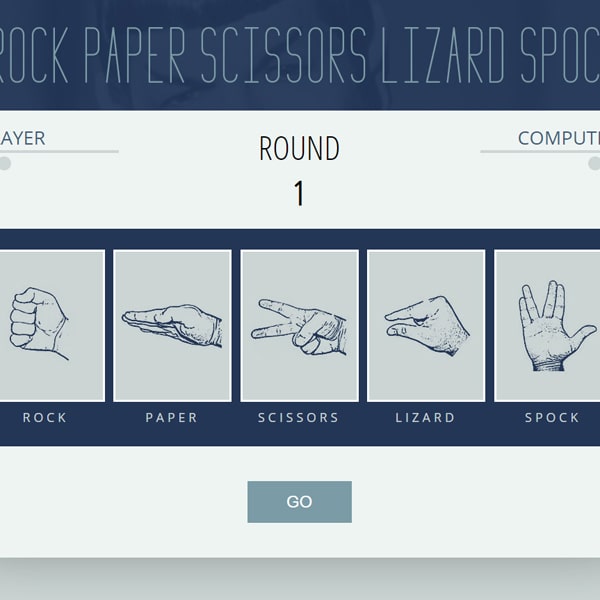 ROCK PAPER SCISSORS LIZARD SPOC
AYER
ROUND
COMPUT
1
ROCK
PAPER
SCISSORS
LIZARD
SPOCK
GO